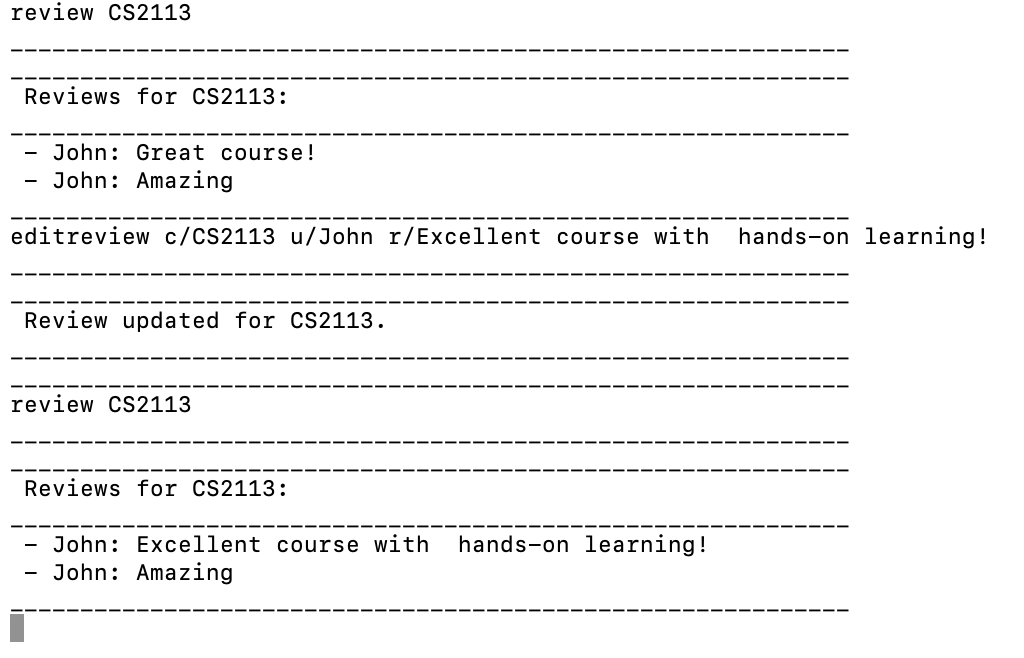 review CS2113
____________________________________________________________
____________________________________________________________
 Reviews for CS2113:
____________________________________________________________
 - John: Great course!
 - John: Amazing
____________________________________________________________
editreview c/CS2113 u/John r/Excellent course with  hands-on learning!
____________________________________________________________
____________________________________________________________
 Review updated for CS2113.
____________________________________________________________
____________________________________________________________
review CS2113
____________________________________________________________
____________________________________________________________
 Reviews for CS2113:
____________________________________________________________
 - John: Excellent course with  hands-on learning!
 - John: Amazing
____________________________________________________________